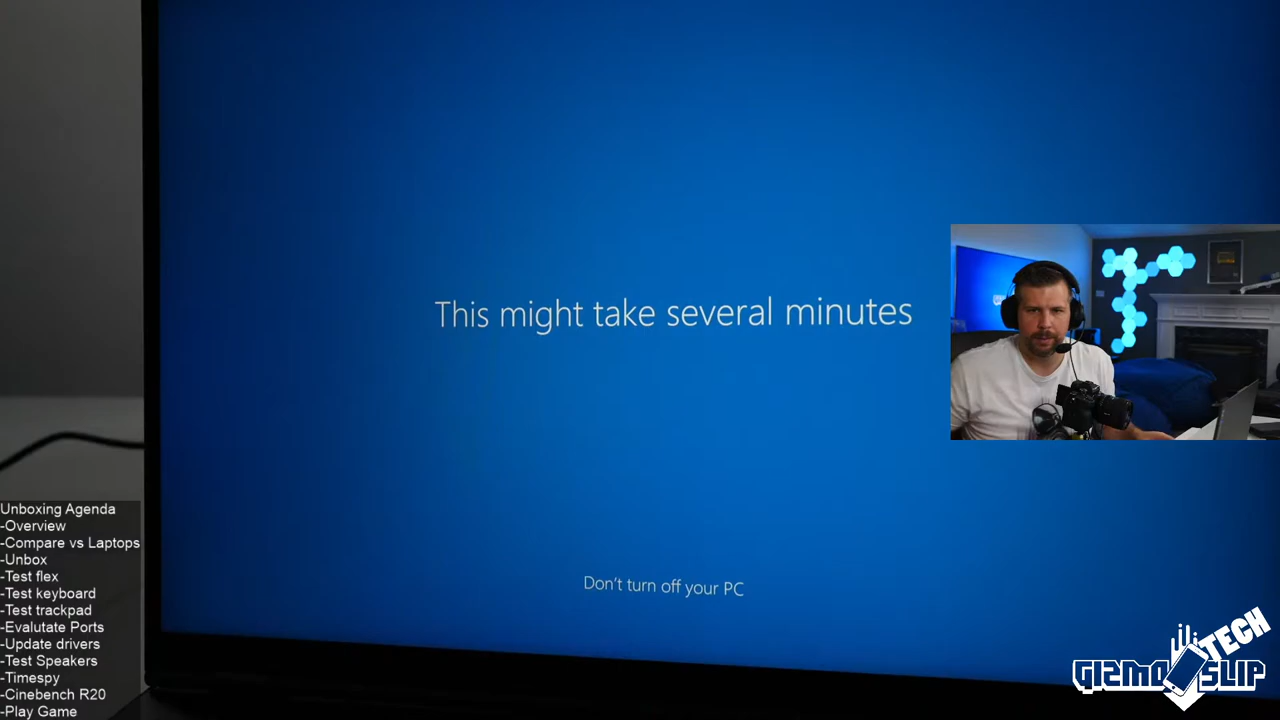 This might take several minutes
Don't turn off your PC
Unboxing Agenda
-Overview
-Compare vs Laptops
-Unbox
-Test flex
-Test keyboard
-Test trackpad
-Evalutate Ports
-Update drivers
-Test Speakers
-Timespy
-Cinebench R20
-Play Game
TECH
GIZMO SLIP